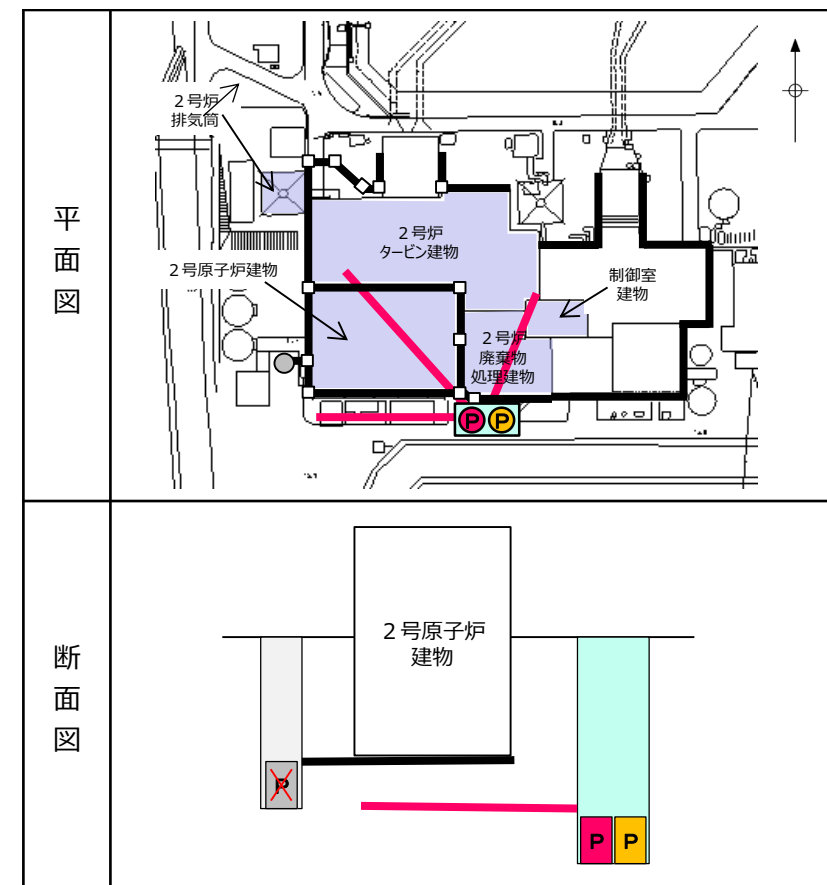 平面図
2号炉
排気筒
2号炉
タービン建物
2号原子炉建物
制御室
建物
2号炉
廃棄物
処理建物
P P
断面図
2号原子炉
建物
P
P P